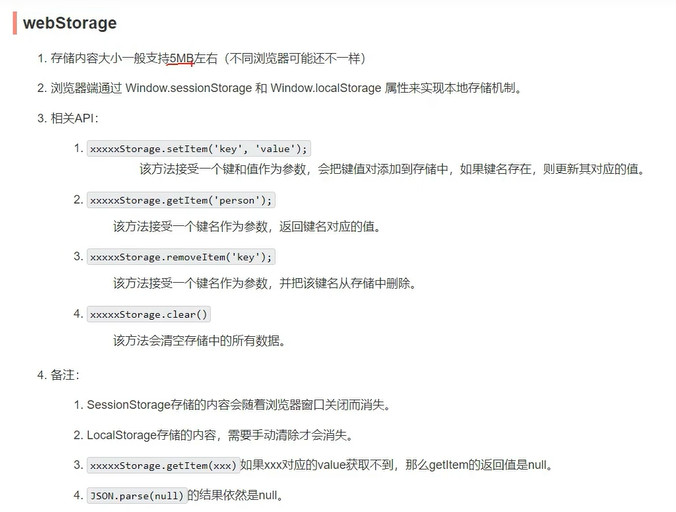 webStorage
1. 存储内容大小一般支持5MB左右（不同浏览器可能还不一样）
2. 浏览器端通过 Window.sessionStorage 和 Window.localStorage 属性来实现本地存储机制。
3. 相关API：
1. xxxxxStorage.setItem('key', 'value');
该方法接受一个键和值作为参数，会把键值对添加到存储中，如果键名存在，则更新其对应的值。
2. xxxxxStorage.getItem('person');
该方法接受一个键名作为参数，返回键名对应的值。
3. xxxxxStorage.removeItem('key');
该方法接受一个键名作为参数，并把该键名从存储中删除。
4. xxxxxStorage.clear()
该方法会清空存储中的所有数据。
4. 备注：
1. SessionStorage存储的内容会随着浏览器窗口关闭而消失。
2. LocalStorage存储的内容，需要手动清除才会消失。
3. xxxxxStorage.getItem(xxx)如果xxx对应的value获取不到，那么getItem的返回值是null。
4. JSON.parse(null)的结果依然是null。